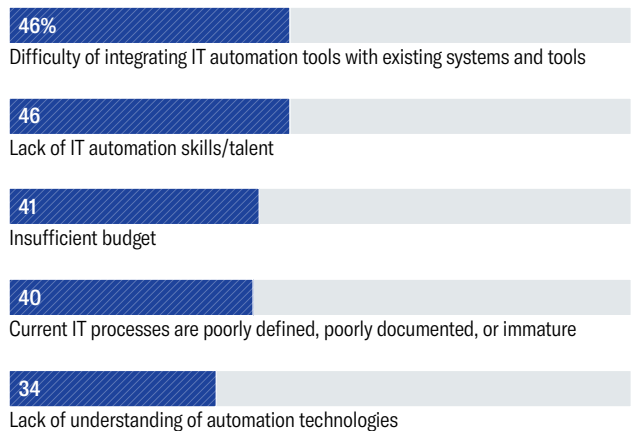 46%
Difficulty of integrating IT automation tools with existing systems and tools
46
Lack of IT automation skills/talent
41
Insufficient budget
40
Current IT processes are poorly defined, poorly documented, or immature
34
Lack of understanding of automation technologies